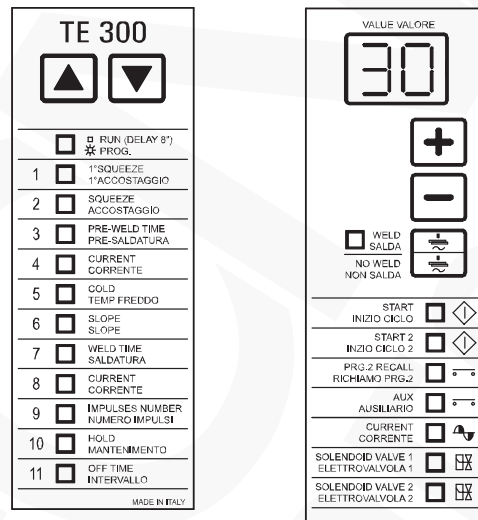 TE 300
RUN (DELAY 8")
PROG.
1 1°SQUEEZE
1°ACCOSTAGGIO
2 SQUEEZE
ACCOSTAGGIO
3 PRE-WELD TIME
PRE-SALDATURA
4 CURRENT
CORRENTE
5 COLD
TEMP FREDDO
6 SLOPE
SLOPE
7 WELD TIME
SALDATURA
8 CURRENT
CORRENTE
9 IMPULSES NUMBER
NUMERO IMPULSI
10 HOLD
MANTENIMENTO
11 OFF TIME
INTERVALLO
MADE IN ITALY
VALUE VALORE
30
WELD
SALDA
NO WELD
NON SALDA
START
INIZIO CICLO
START 2
INZIO CICLO 2
PRG.2 RECALL
RICHIAMO PRG.2
AUX
AUSILIARIO
CURRENT
CORRENTE
SOLENDOID VALVE 1
ELETTROVALVOLA 1
SOLENDOID VALVE 2
ELETTROVALVOLA 2